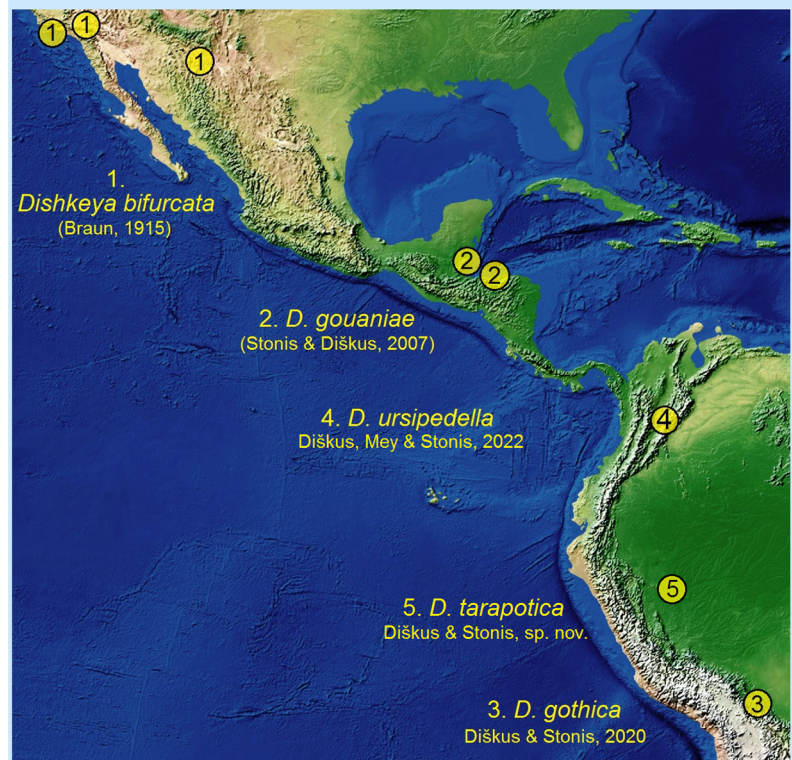 1
1
1
1.
Dishkeya bifurcata
(Braun, 1915)
2
2
2. D. gouaniae
(Stonis & Diškus, 2007)
4. D. ursipedella
Diškus, Mey & Stonis, 2022
4
5
5. D. tarapotica
Diškus & Stonis, sp. nov.
3. D. gothica
Diškus & Stonis, 2020
3